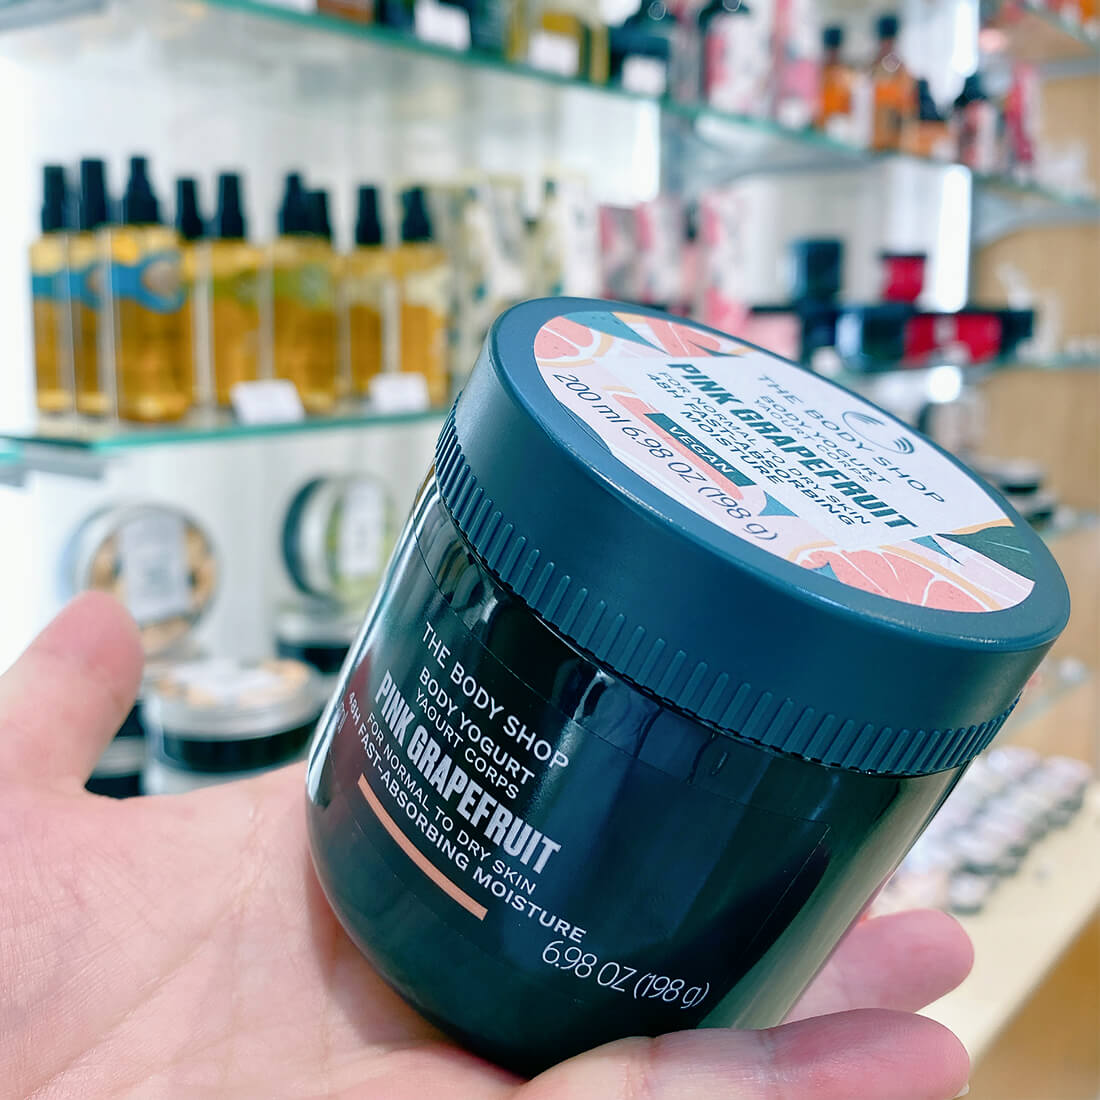 THE BODY SHOP
BODY YOGURT
YAOURT CORPS
PINK GRAPEFRUIT
FOR NORMAL TO DRY SKIN
48H FAST-ABSORBING
MOISTURERBING
VEGAN
200 ml 6.98 OZ (198 g)
THE BODY SHOP
BODY YOGURT
YAOURT CORPS
PINK GRAPEFRUIT
FOR NORMAL TO DRY SKIN
48H FAST-ABSORBING MOISTURE
6.98 OZ (198 g)